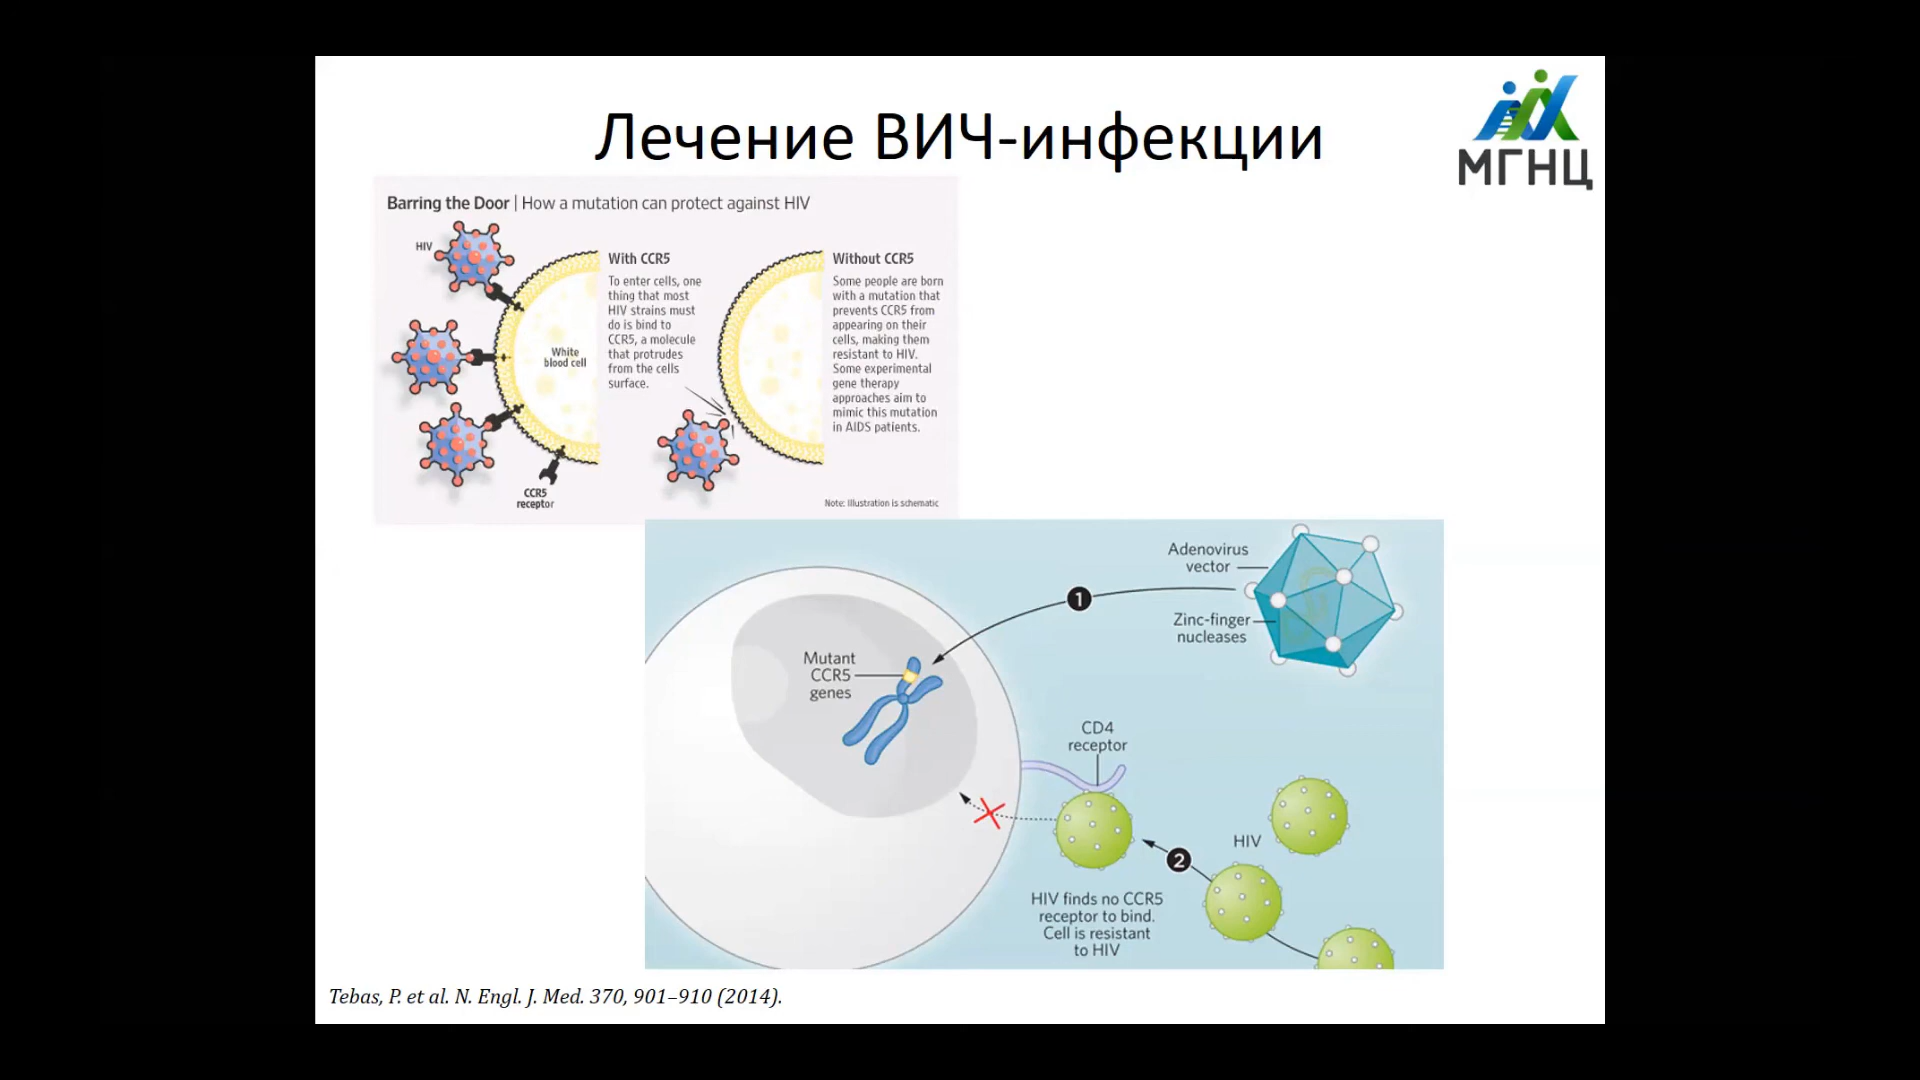 Лечение ВИЧ-инфекции
МГНЦ
Barring the Door | How a mutation can protect against HIV
HIV
White
blood cell
CCR5
receptor
With CCR5
To enter cells, one
thing that most
HIV strains must
do is bind to
CCR5, a molecule
that protrudes
from the cells
surface.
Without CCR5
Some people are born
with a mutation that
prevents CCR5 from
appearing on their
cells, making them
resistant to HIV.
Some experimental
gene therapy
approaches aim to
mimic this mutation
in AIDS patients.
Note: Illustration is schematic
Adenovirus
vector
1
Zinc-finger
nucleases
Mutant
CCR5
genes
CD4
receptor
HIV
2
HIV finds no CCR5
receptor to bind.
Cell is resistant
to HIV
Tebas, P. et al. N. Engl. J. Med. 370, 901–910 (2014).